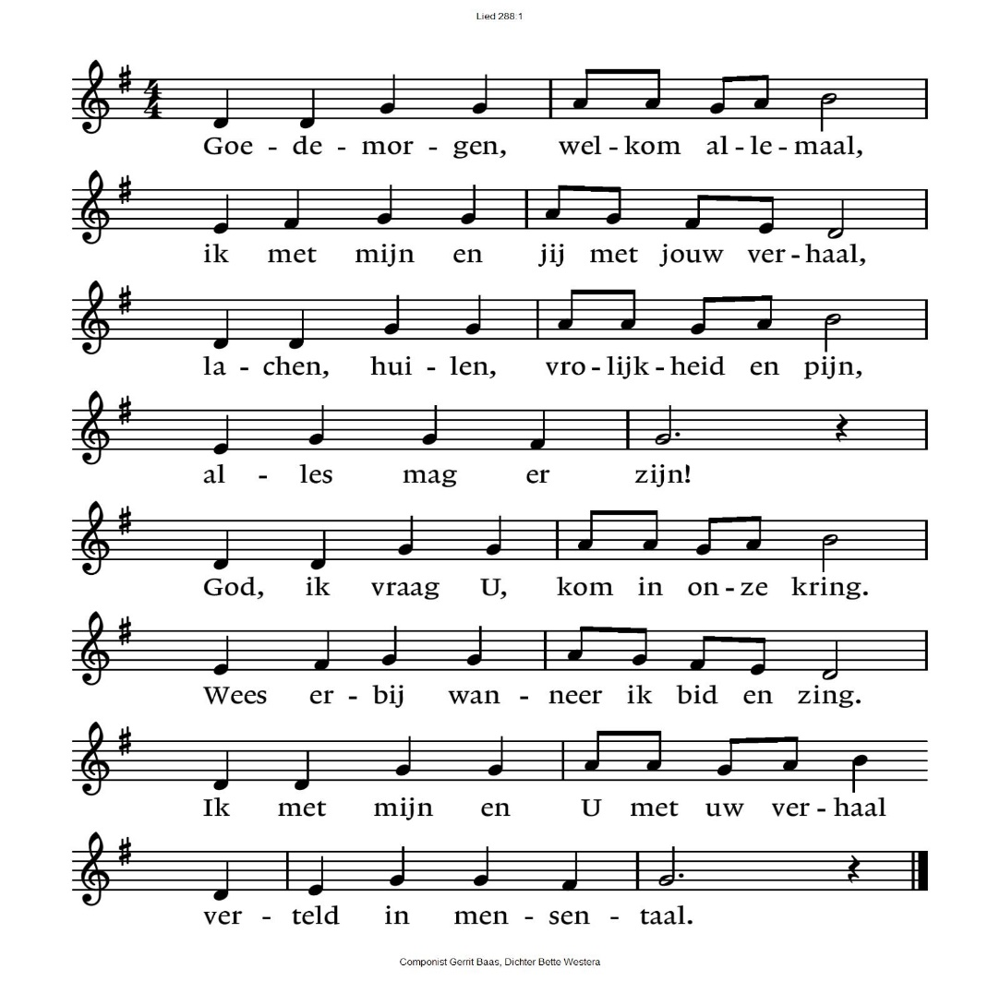 Lied 288:1
4
4
Goe - de - mor - gen, wel - kom al - le - maal,
ik met mijn en jij met jouw ver - haal,
la - chen, hui - len, vro - lijk - heid en pijn,
al - les mag er zijn!
God, ik vraag U, kom in on - ze kring.
Wees er - bij wan - neer ik bid en zing.
Ik met mijn en U met uw ver - haal
ver - teld in men - sen - taal.
Componist Gerrit Baas, Dichter Bette Westera